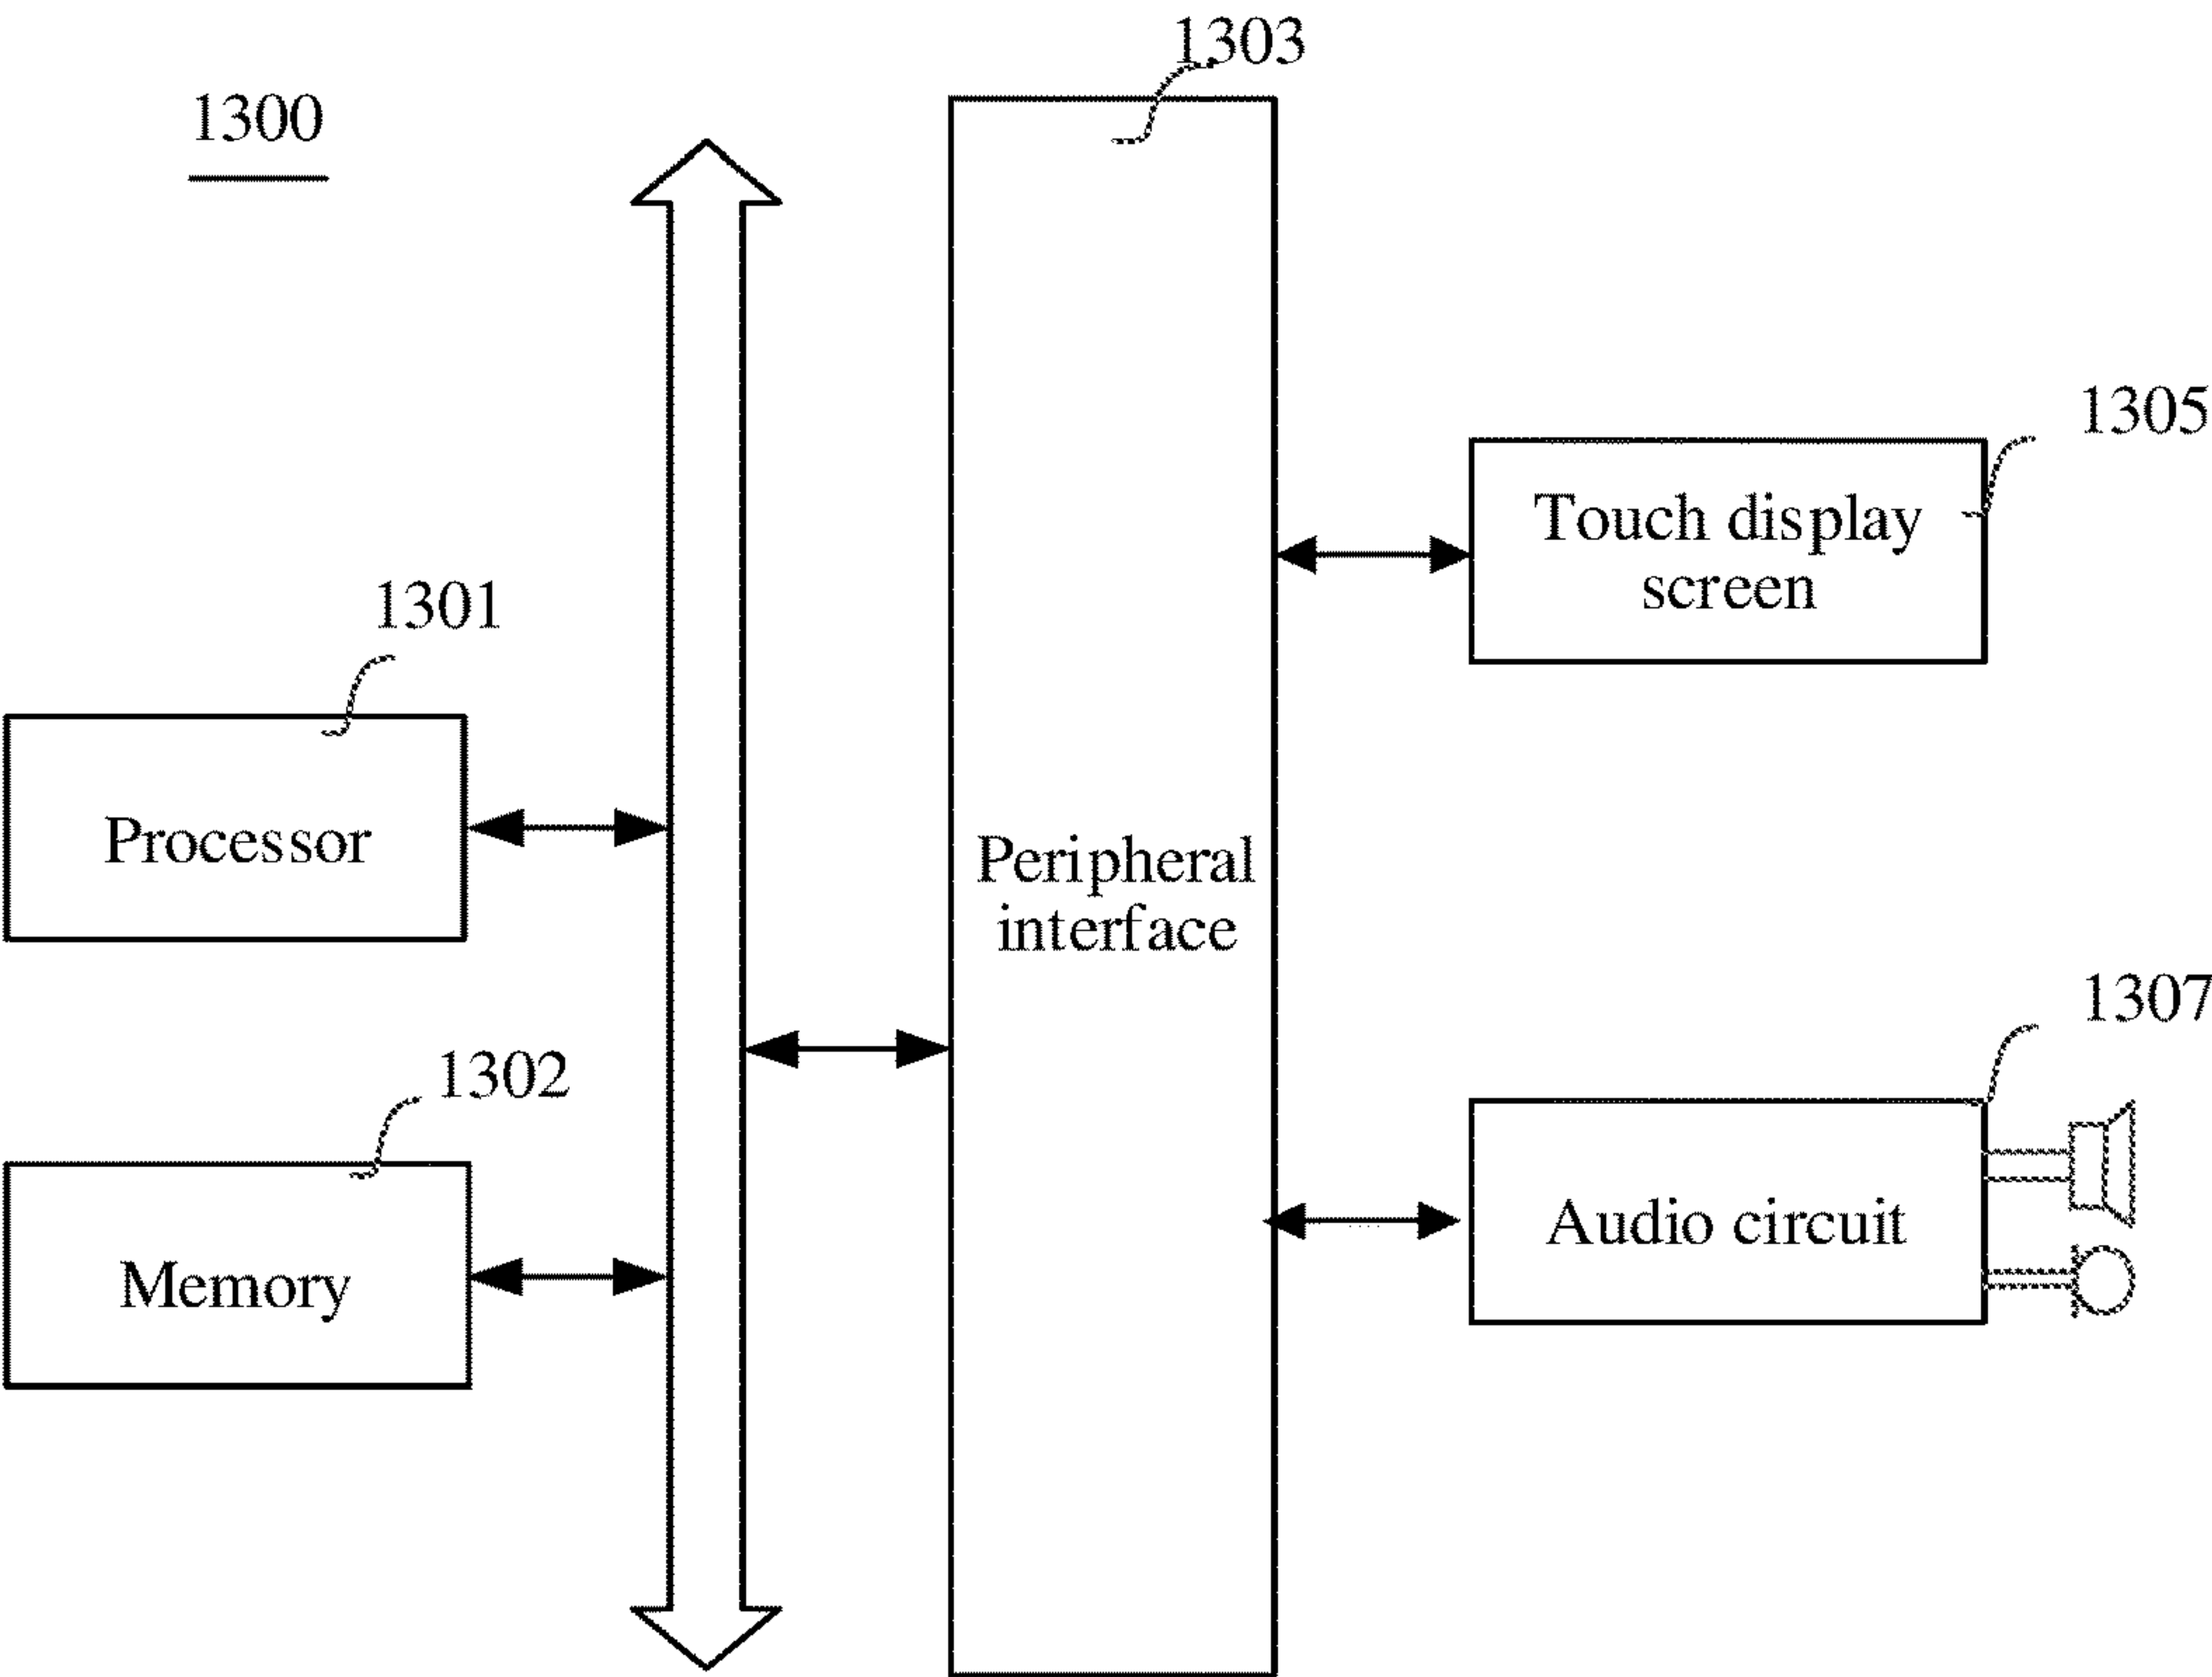 1303
1300
1305
Touch display
screen
1301
Processor
Peripheral
interface
1307
1302
Audio circuit
Memory